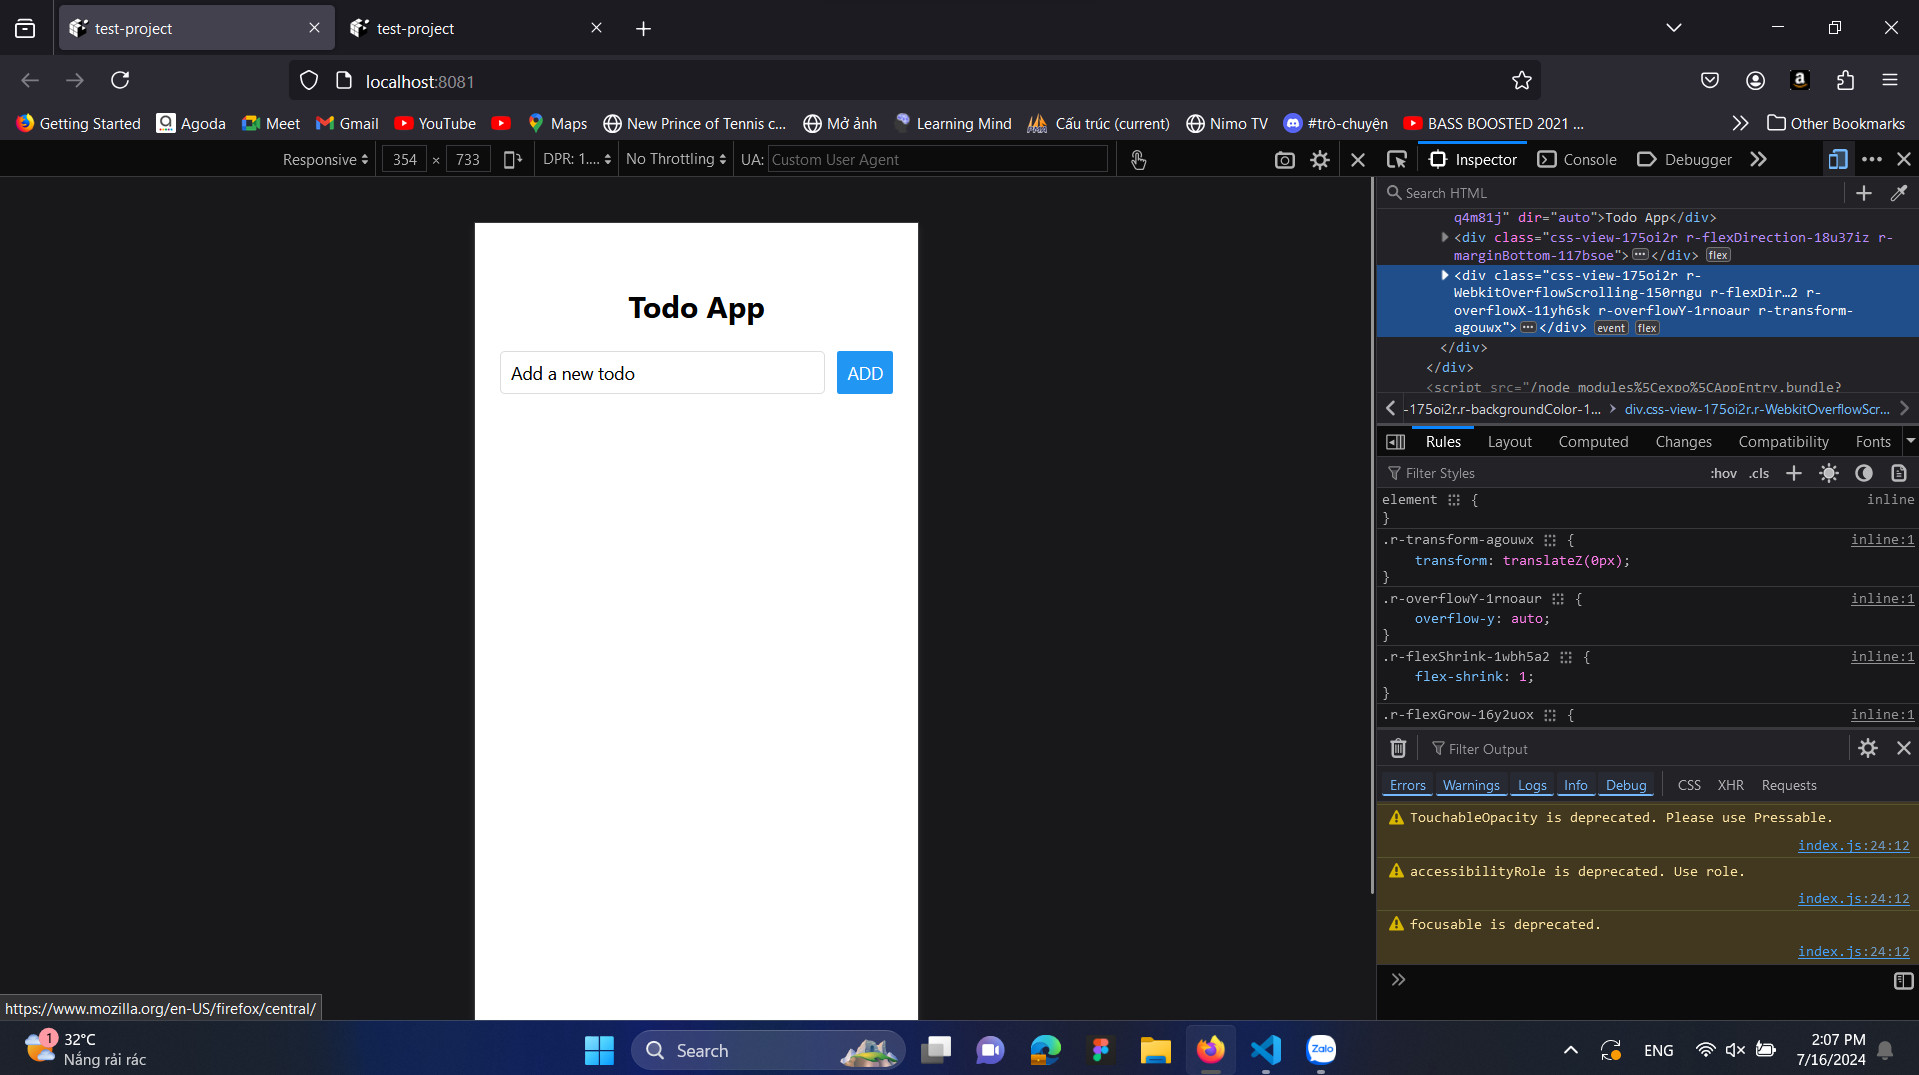 test-project
test-project
localhost:8081
Getting Started
Agoda
Meet
Gmail
YouTube
Maps
New Prince of Tennis c...
Mở ảnh
Learning Mind
Cấu trúc (current)
Nimo TV
#trò-chuyện
BASS BOOSTED 2021 ...
Other Bookmarks
Responsive
354 × 733
DPR: 1....
No Throttling
UA: Custom User Agent
Inspector
Console
Debugger
Search HTML
q4m81j" dir="auto">Todo App</div>
<div class="css-view-175oi2r r-flexDirection-18u37iz r-
marginBottom-117bsoe">⋯</div> flex
<div class="css-view-175oi2r r-
WebkitOverflowScrolling-150rngu r-flexDir…2 r-
overflowX-11yh6sk r-overflowY-1rnoaur r-transform-
agouwx">⋯</div> event flex
</div>
</div>
<script src="/node_modules%5Cexpo%5CAppEntry.bundle?
-175oi2r.r-backgroundColor-1... > div.css-view-175oi2r.r-WebkitOverflowScr...
Rules
Layout
Computed
Changes
Compatibility
Fonts
Filter Styles
:hov
.cls
element { inline
}
.r-transform-agouwx { inline:1
transform: translateZ(0px);
}
.r-overflowY-1rnoaur { inline:1
overflow-y: auto;
}
.r-flexShrink-1wbh5a2 { inline:1
flex-shrink: 1;
}
.r-flexGrow-16y2uox { inline:1
Filter Output
Errors
Warnings
Logs
Info
Debug
CSS
XHR
Requests
TouchableOpacity is deprecated. Please use Pressable.
index.js:24:12
accessibilityRole is deprecated. Use role.
index.js:24:12
focusable is deprecated.
index.js:24:12
Todo App
Add a new todo
ADD
https://www.mozilla.org/en-US/firefox/central/
1
32°C
Nắng rải rác
Search
Zalo
ENG
2:07 PM
7/16/2024